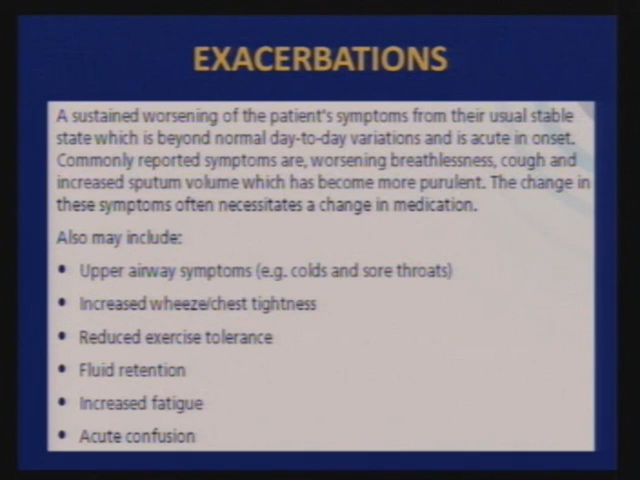 EXACERBATIONS
A sustained worsening of the patient's symptoms from their usual stable
state which is beyond normal day-to-day variations and is acute in onset.
Commonly reported symptoms are, worsening breathlessness, cough and
increased sputum volume which has become more purulent. The change in
these symptoms often necessitates a change in medication.
Also may include:
• Upper airway symptoms (e.g. colds and sore throats)
• Increased wheeze/chest tightness
• Reduced exercise tolerance
• Fluid retention
• Increased fatigue
• Acute confusion